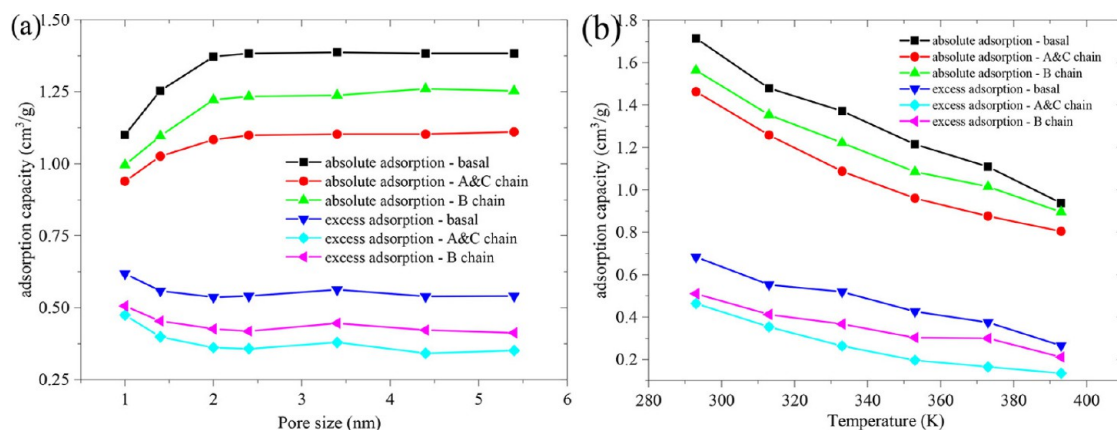 (a)
adsorption capacity (cm³/g)
1.50
1.25
1.00
0.75
0.50
0.25
absolute adsorption - basal
absolute adsorption - A&C chain
absolute adsorption - B chain
excess adsorption - basal
excess adsorption - A&C chain
excess adsorption - B chain
1 2 3 4 5 6
Pore size (nm)
(b)
adsorption capacity (cm³/g)
1.8
1.6
1.4
1.2
1.0
0.8
0.6
0.4
0.2
absolute adsorption - basal
absolute adsorption - A&C chain
absolute adsorption - B chain
excess adsorption - basal
excess adsorption - A&C chain
excess adsorption - B chain
280 300 320 340 360 380 400
Temperature (K)